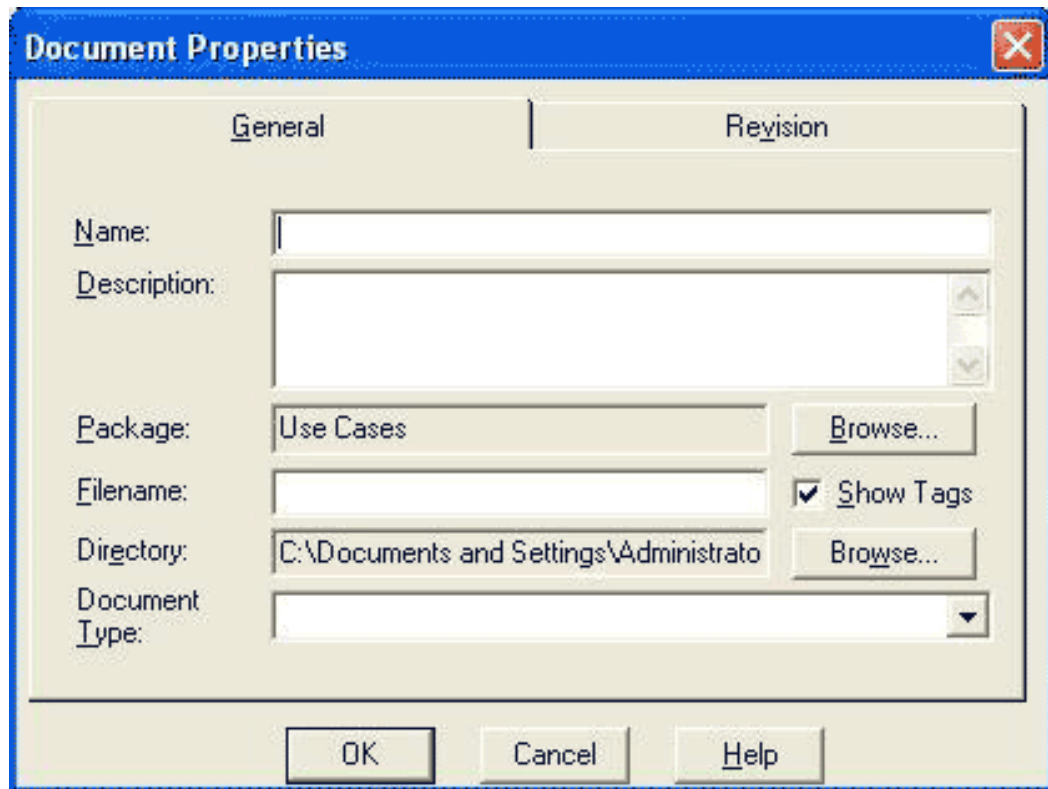 Document Properties
General Revision
Name:
Description:
Package: Use Cases Browse...
Filename: Show Tags
Directory: C:\Documents and Settings\Administrato Browse...
Document
Type:
OK Cancel Help